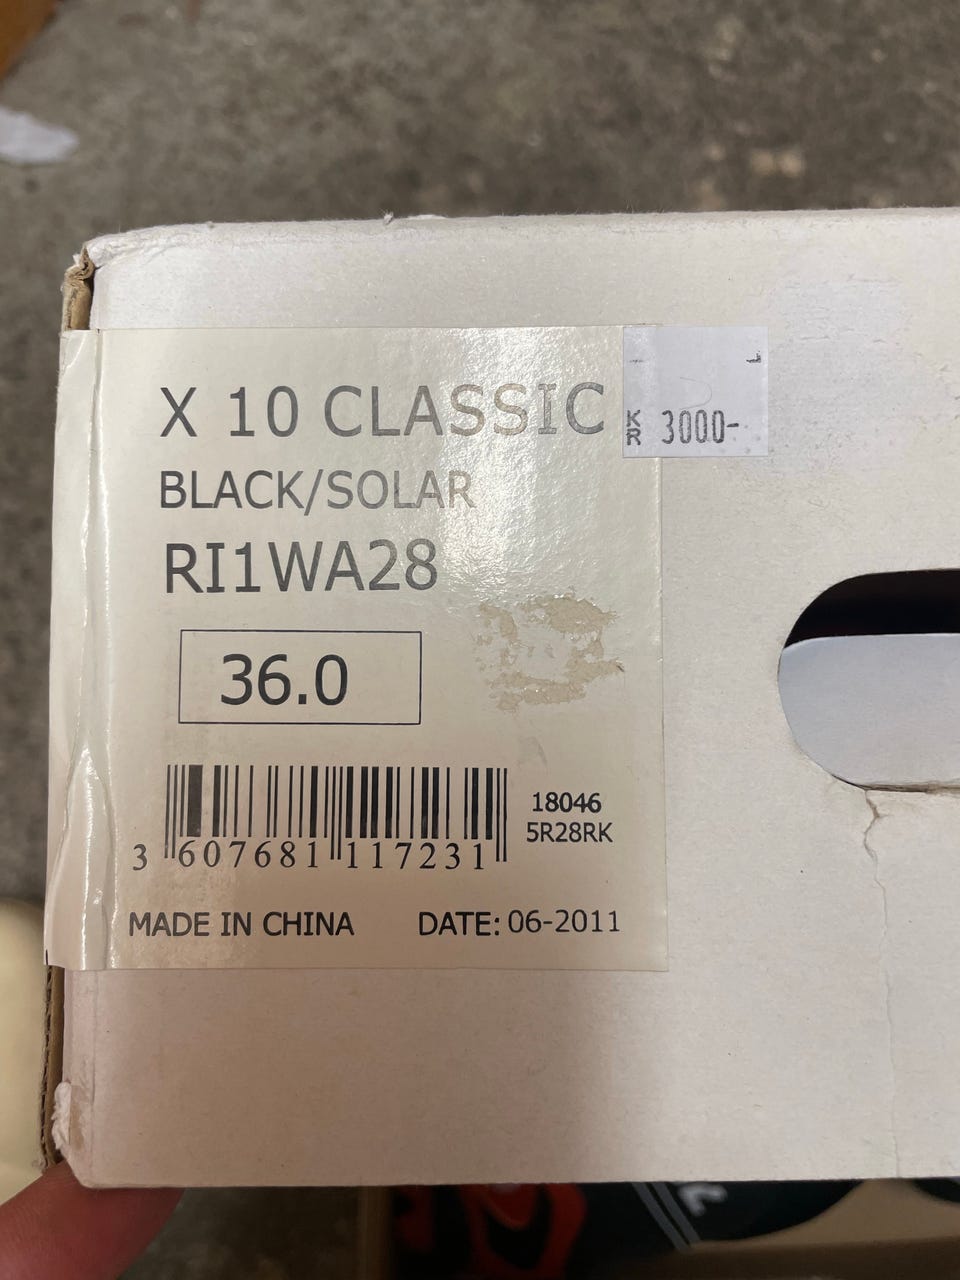 X 10 CLASSIC
KR 3000-
BLACK/SOLAR
RI1WA28
36.0
18046
5R28RK
3 607681 117231
MADE IN CHINA DATE: 06-2011